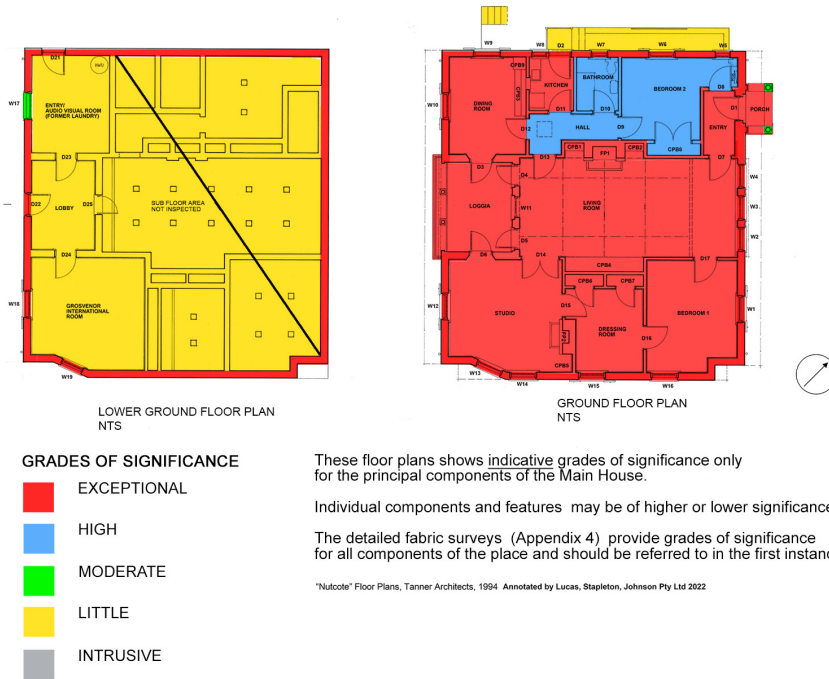 W9
W8
D2
W7
W6
W5
D21
HWU
W17
ENTRY/
AUDIO VISUAL ROOM
(FORMER LAUNDRY)
D23
D22
LOBBY
D25
SUB FLOOR AREA
NOT INSPECTED
D24
W18
GROSVENOR
INTERNATIONAL
ROOM
W19
LOWER GROUND FLOOR PLAN
NTS
CPB9
KITCHEN
BATHROOM
BEDROOM 2
D8
W10
DINING
ROOM
D11
D10
D1
PORCH
D12
HALL
D9
ENTRY
CPB1
FP1
CPB2
CPB8
D3
D13
D7
D4
W4
LOGGIA
W11
LIVING
ROOM
W3
D5
W2
D6
D14
D17
CPB4
CPB6
CPB7
W12
STUDIO
D15
BEDROOM 1
W1
DRESSING
ROOM
D16
FP2
CPB5
W13
W14
W15
W16
GROUND FLOOR PLAN
NTS
GRADES OF SIGNIFICANCE
EXCEPTIONAL
HIGH
MODERATE
LITTLE
INTRUSIVE
These floor plans shows indicative grades of significance only
for the principal components of the Main House.
Individual components and features may be of higher or lower significance
The detailed fabric surveys (Appendix 4) provide grades of significance
for all components of the place and should be referred to in the first instan
"Nutcote" Floor Plans, Tanner Architects, 1994 Annotated by Lucas, Stapleton, Johnson Pty Ltd 2022